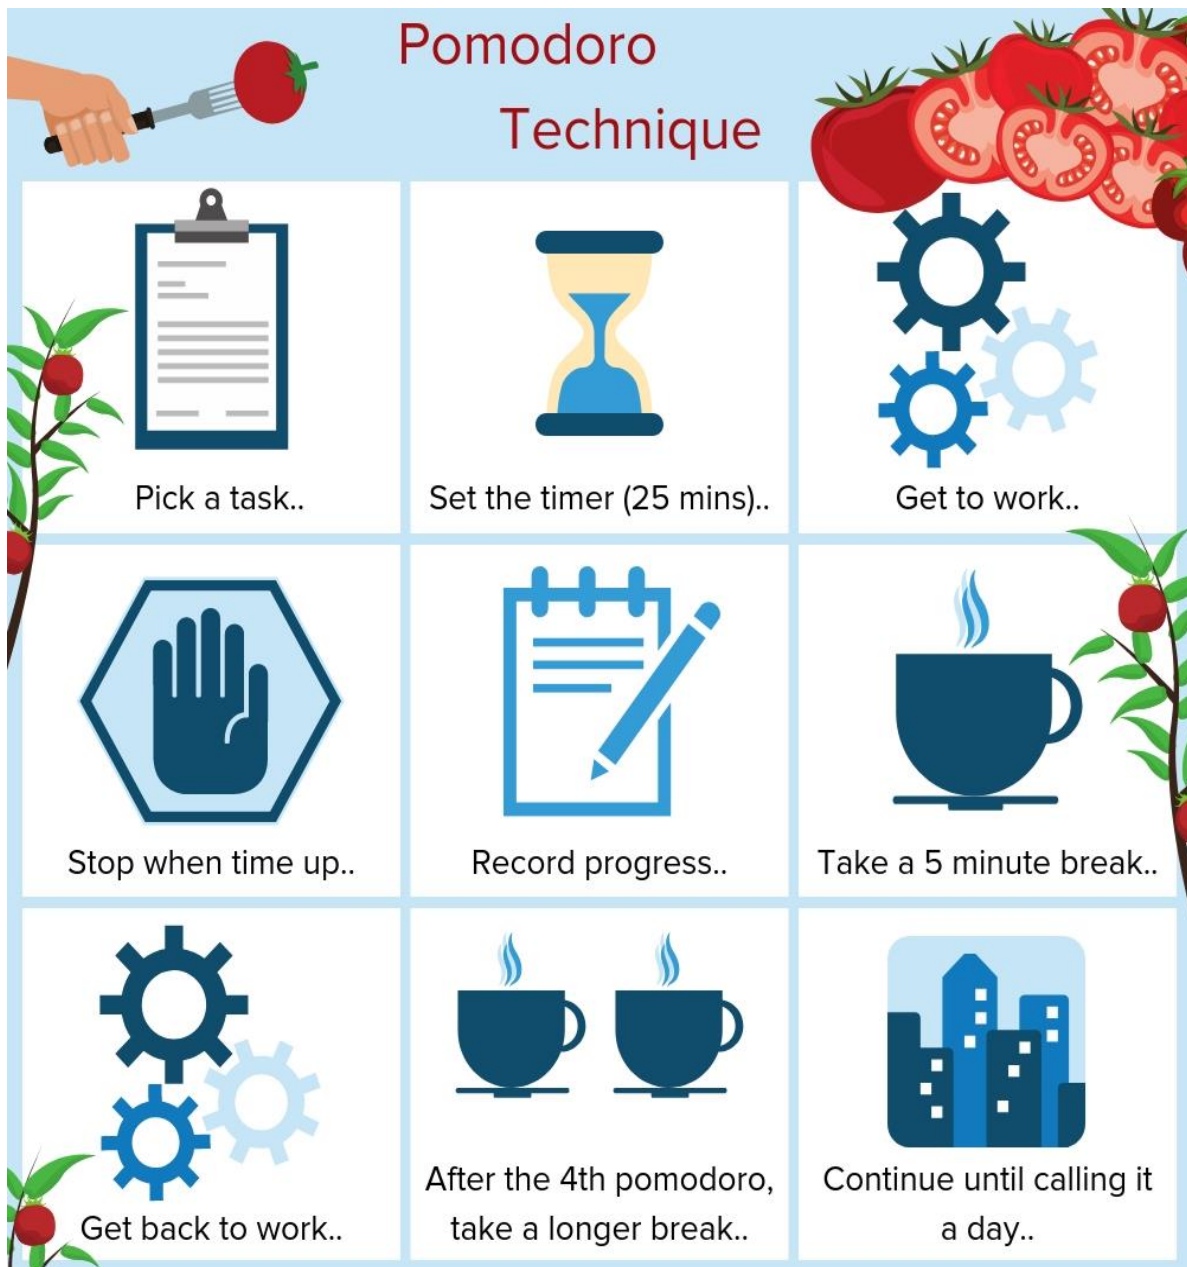 Pomodoro
Technique
Pick a task..
Set the timer (25 mins)..
Get to work..
Stop when time up..
Record progress..
Take a 5 minute break..
Get back to work..
After the 4th pomodoro,
take a longer break..
Continue until calling it
a day..